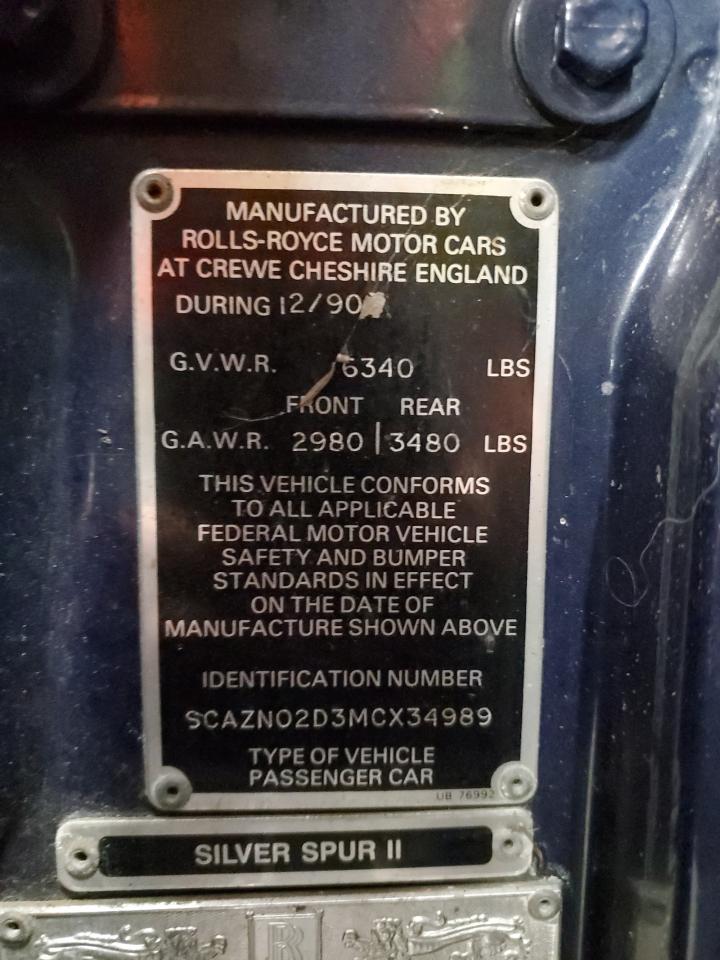 MANUFACTURED BY
ROLLS-ROYCE MOTOR CARS
AT CREWE CHESHIRE ENGLAND
DURING 12/90
G.V.W.R. 6340 LBS
FRONT REAR
G.A.W.R. 2980 | 3480 LBS
THIS VEHICLE CONFORMS
TO ALL APPLICABLE
FEDERAL MOTOR VEHICLE
SAFETY AND BUMPER
STANDARDS IN EFFECT
ON THE DATE OF
MANUFACTURE SHOWN ABOVE
IDENTIFICATION NUMBER
SCAZN02D3MCX34989
TYPE OF VEHICLE
PASSENGER CAR
UB 76992
SILVER SPUR II
R